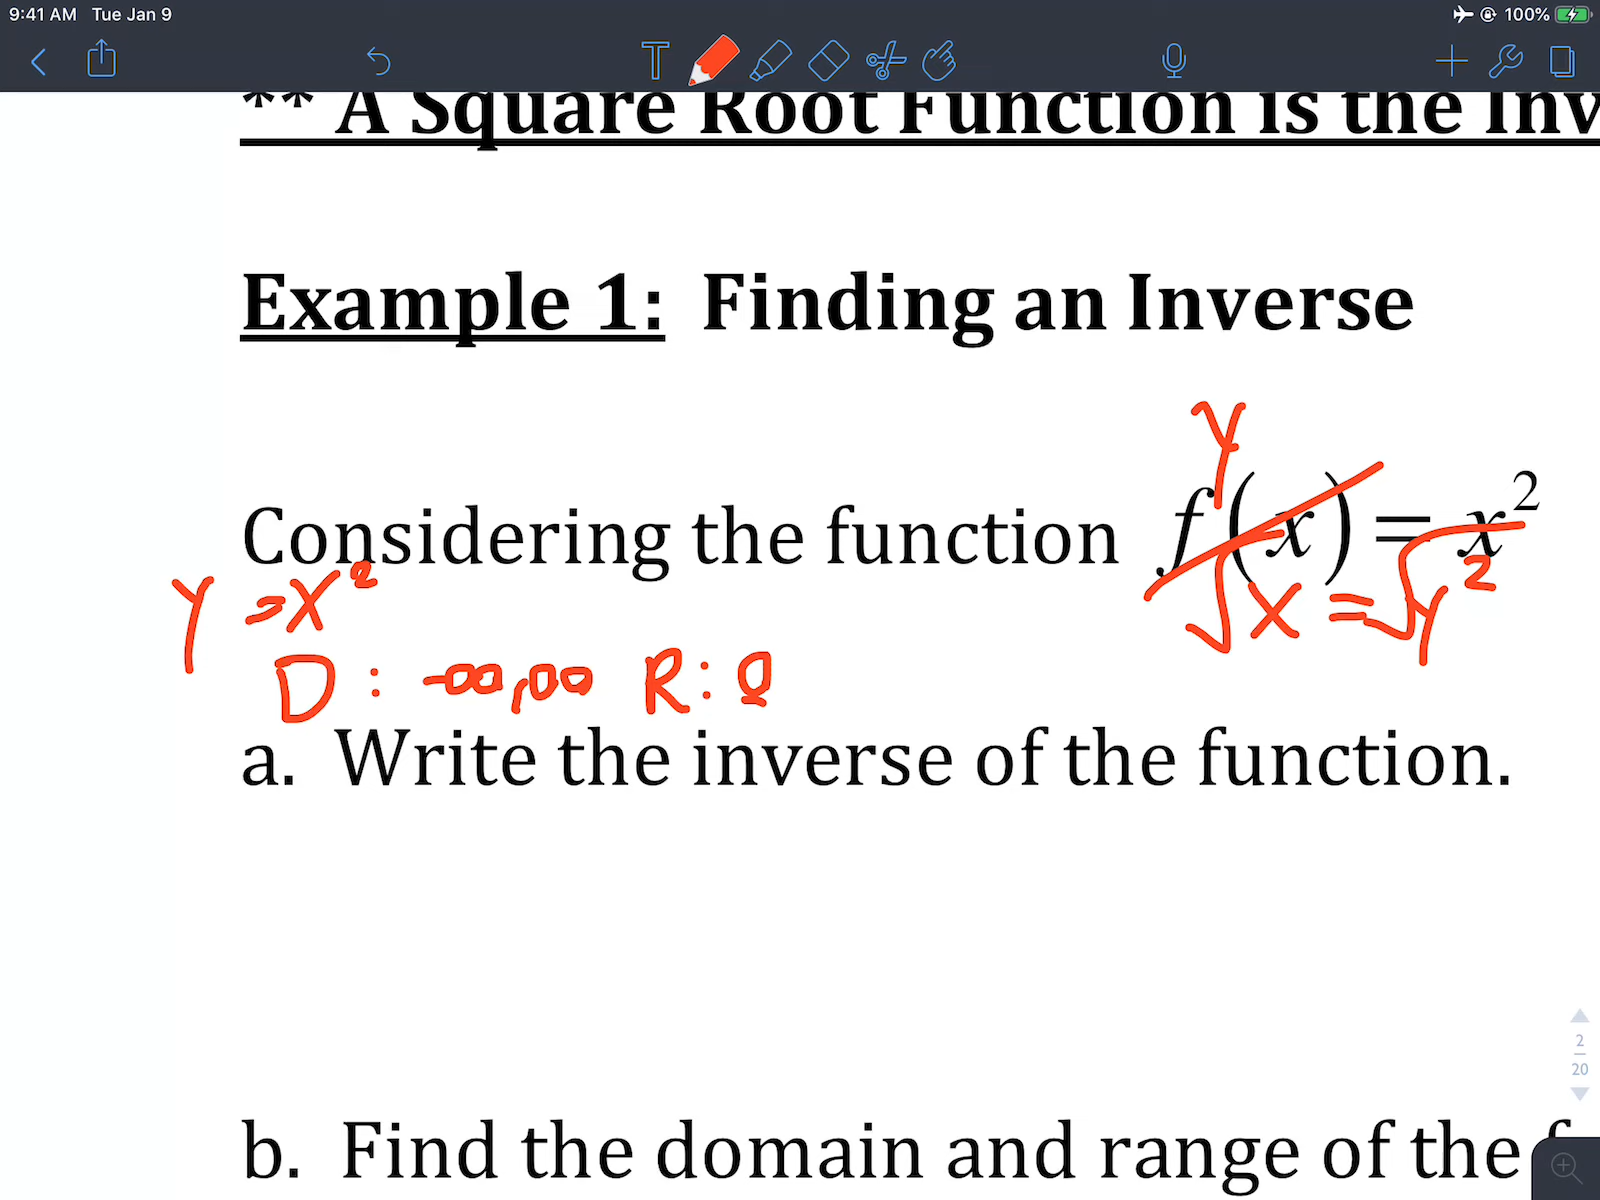 9:41 AM Tue Jan 9
100%
T
** A Square Root Function is the Inv
Example 1: Finding an Inverse
y
Considering the function f(x) = x²
y = x²
√x = √y²
D : -∞,∞ R: 0
a. Write the inverse of the function.
2
20
b. Find the domain and range of the f